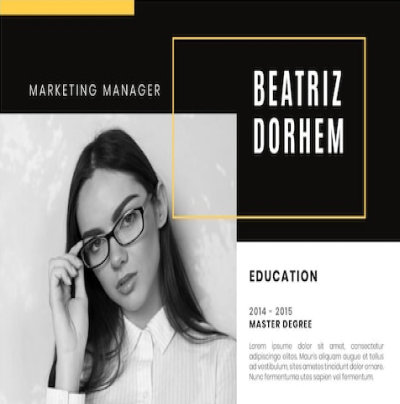 MARKETING MANAGER
BEATRIZ
DORHEM
EDUCATION
2014 - 2015
MASTER DEGREE
Lorem ipsume dolor sit amet, consectetur
adipiscinge elitos. Mauris aliquam augue et tellus
ad vestibulum, sites ametes tincidunt dolor ornare.
Nunc fermentuma utes sapien vel fermentum.